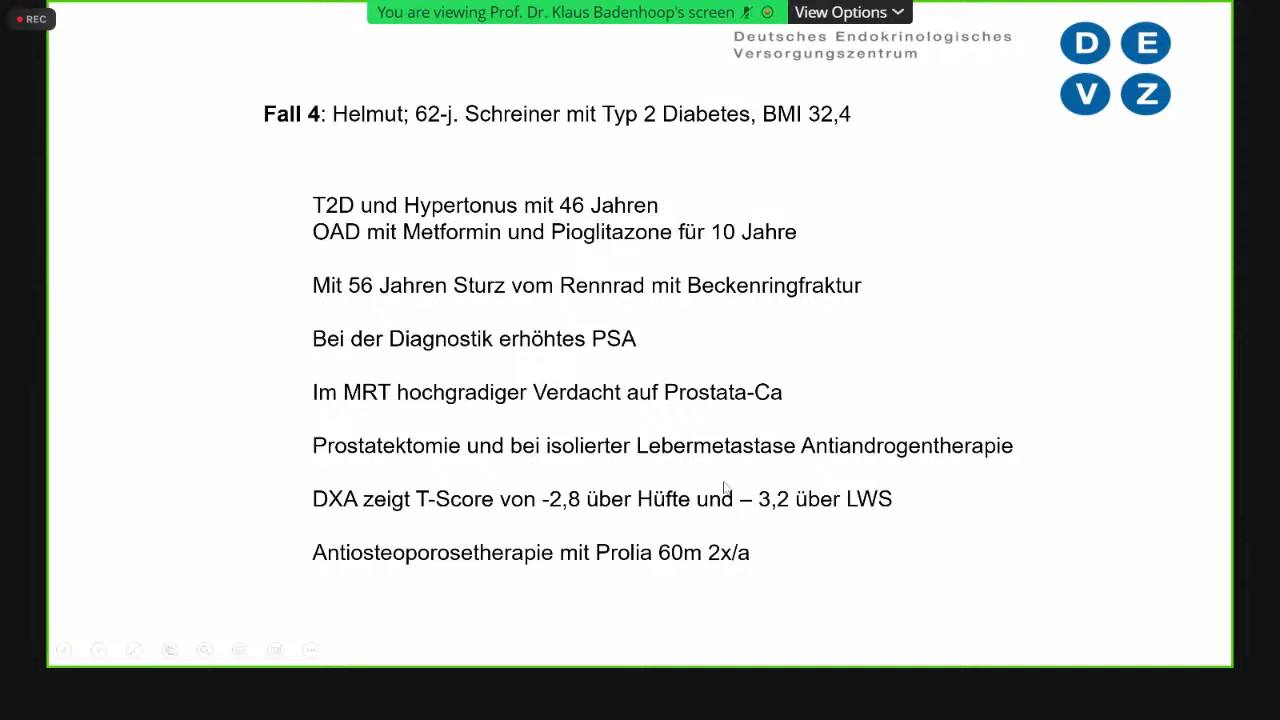 REC
You are viewing Prof. Dr. Klaus Badenhoop's screen
View Options
Deutsches Endokrinologisches
Versorgungszentrum
D E
V Z
Fall 4: Helmut; 62-j. Schreiner mit Typ 2 Diabetes, BMI 32,4
T2D und Hypertonus mit 46 Jahren
OAD mit Metformin und Pioglitazone für 10 Jahre
Mit 56 Jahren Sturz vom Rennrad mit Beckenringfraktur
Bei der Diagnostik erhöhtes PSA
Im MRT hochgradiger Verdacht auf Prostata-Ca
Prostatektomie und bei isolierter Lebermetastase Antiandrogentherapie
DXA zeigt T-Score von -2,8 über Hüfte und – 3,2 über LWS
Antiosteoporosetherapie mit Prolia 60m 2x/a